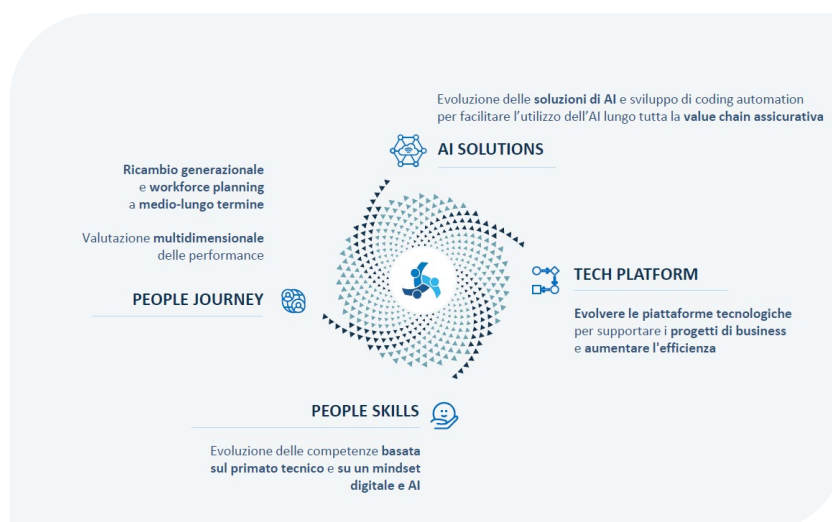 Evoluzione delle soluzioni di AI e sviluppo di coding automation
per facilitare l'utilizzo dell'AI lungo tutta la value chain assicurativa
AI SOLUTIONS
Ricambio generazionale
e workforce planning
a medio-lungo termine
Valutazione multidimensionale
delle performance
PEOPLE JOURNEY
TECH PLATFORM
Evolvere le piattaforme tecnologiche
per supportare i progetti di business
e aumentare l'efficienza
PEOPLE SKILLS
Evoluzione delle competenze basata
sul primato tecnico e su un mindset
digitale e AI